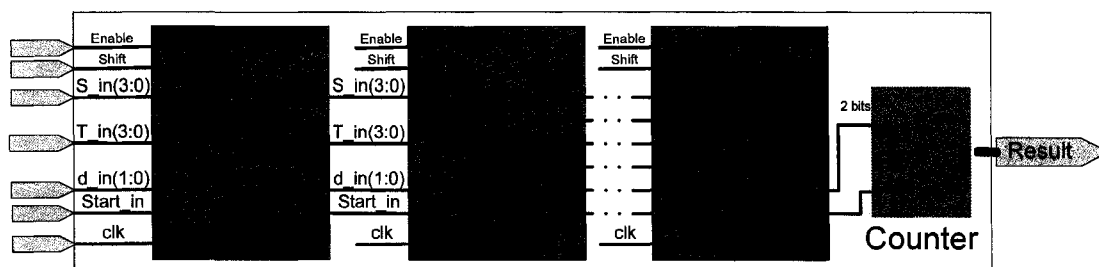 Enable
Shift
S_in(3:0)
T_in(3:0)
d_in(1:0)
Start_in
clk
Enable
Shift
S_in(3:0)
T_in(3:0)
d_in(1:0)
Start_in
clk
Enable
Shift
clk
2 bits
Counter
Result